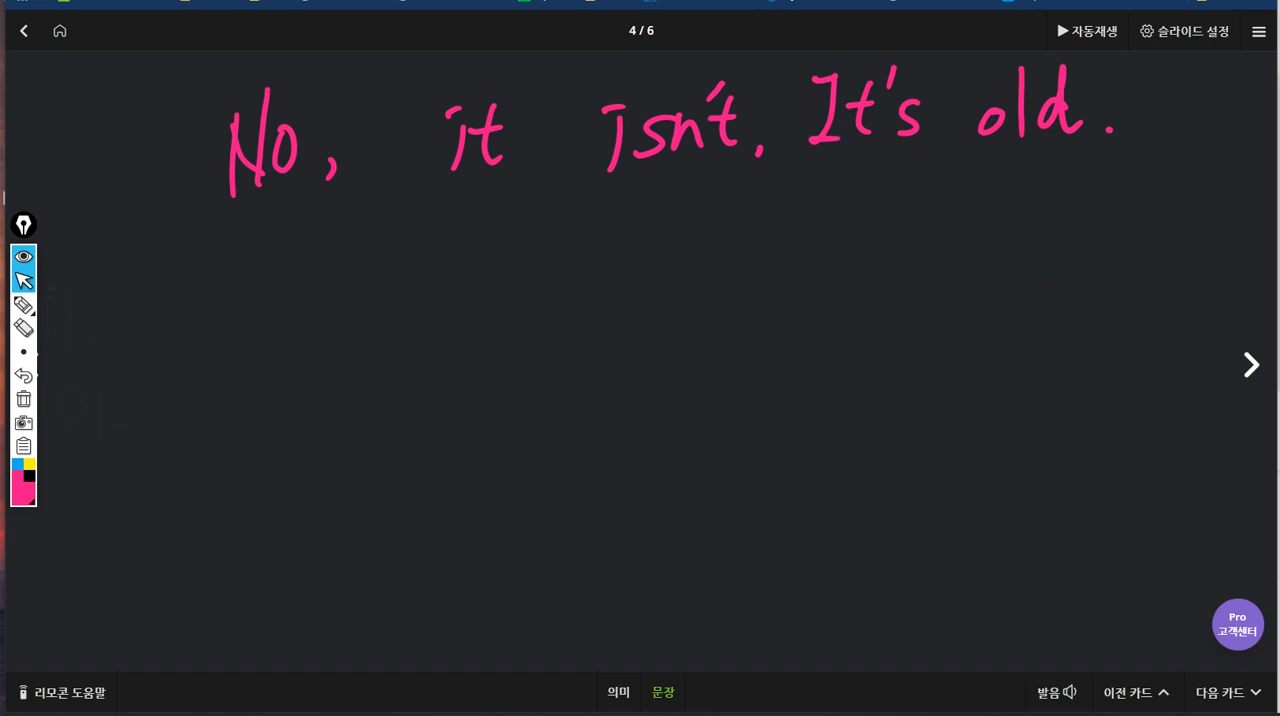 4 / 6
자동재생
슬라이드 설정
No, it isn't. It's old.
Pro
고객센터
리모콘 도움말
의미
문장
발음
이전 카드
다음 카드